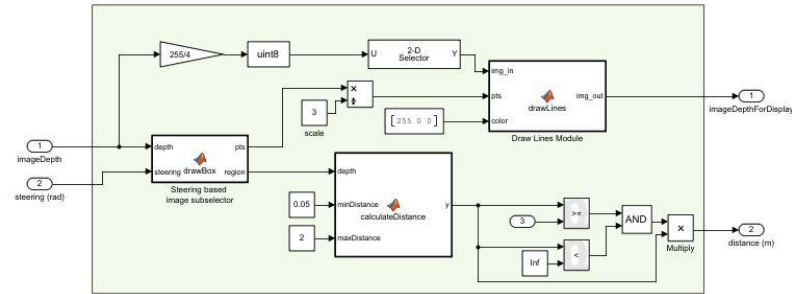 255/4
uint8
U
2-D
Selector
Y
img_in
pts
color
drawLines
img_out
Draw Lines Module
1
imageDepthForDisplay
×
÷
3
scale
[255 0 0]
1
imageDepth
2
steering (rad)
depth
steering
drawBox
pts
region
Steering based
image subselector
depth
minDistance
maxDistance
calculateDistance
y
0.05
2
3
>=
Inf
<
AND
×
Multiply
2
distance (m)